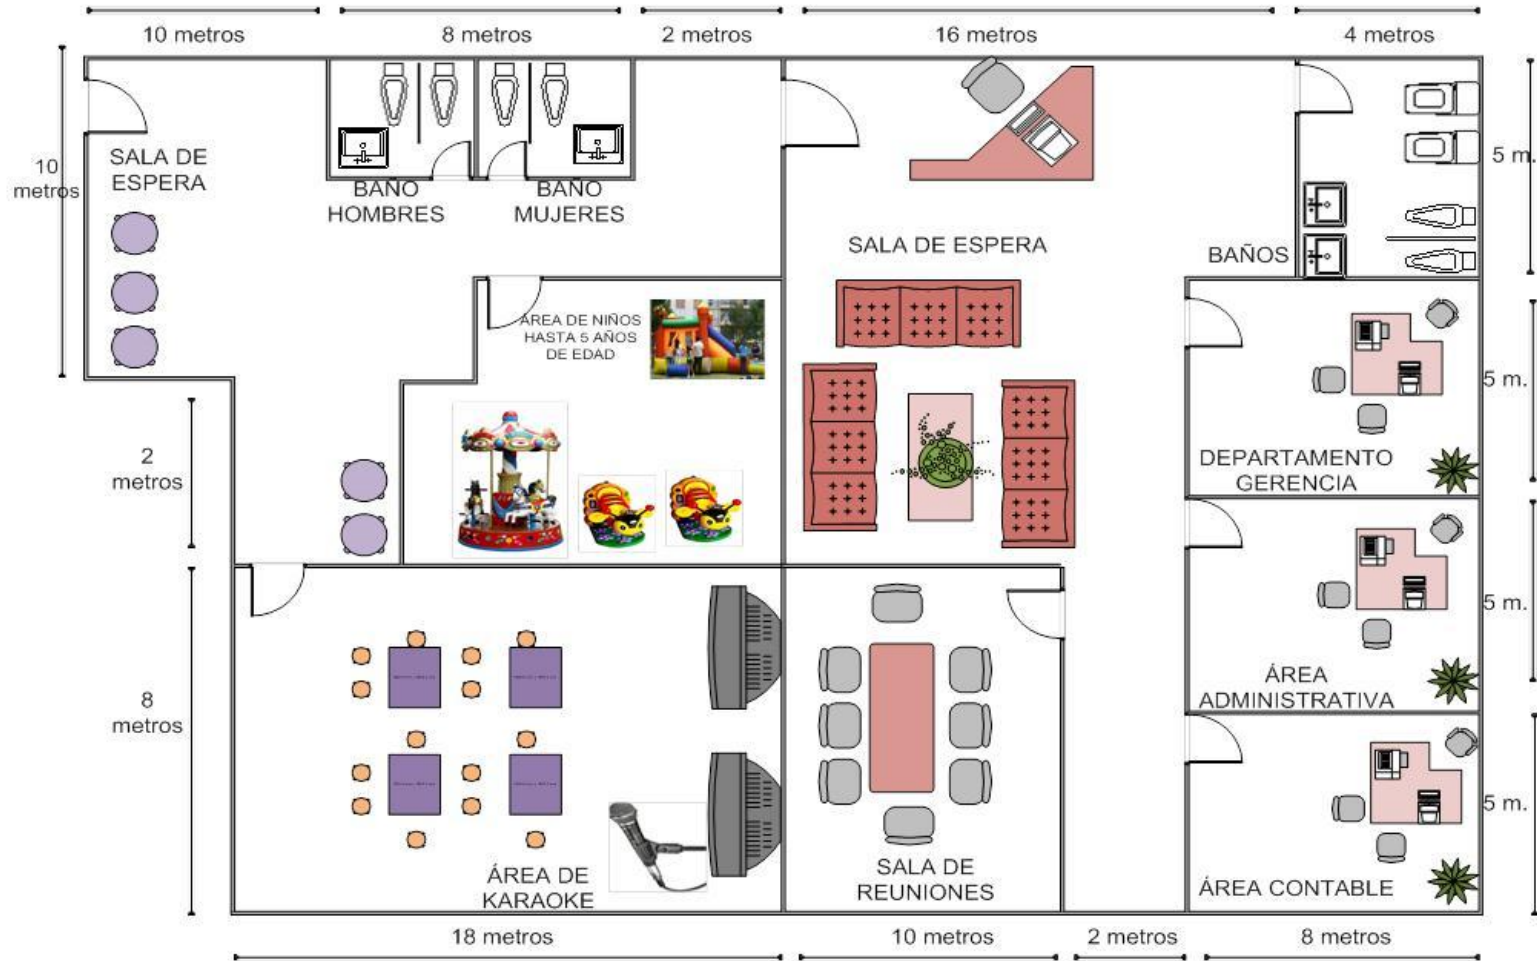 10 metros
8 metros
2 metros
16 metros
4 metros
10
metros
SALA DE
ESPERA
BAÑO
HOMBRES
BAÑO
MUJERES
SALA DE ESPERA
BAÑOS
5 m.
ÁREA DE NIÑOS
HASTA 5 AÑOS
DE EDAD
5 m.
2
metros
DEPARTAMENTO
GERENCIA
5 m.
ÁREA
ADMINISTRATIVA
8
metros
5 m.
ÁREA DE
KARAOKE
SALA DE
REUNIONES
ÁREA CONTABLE
18 metros
10 metros
2 metros
8 metros